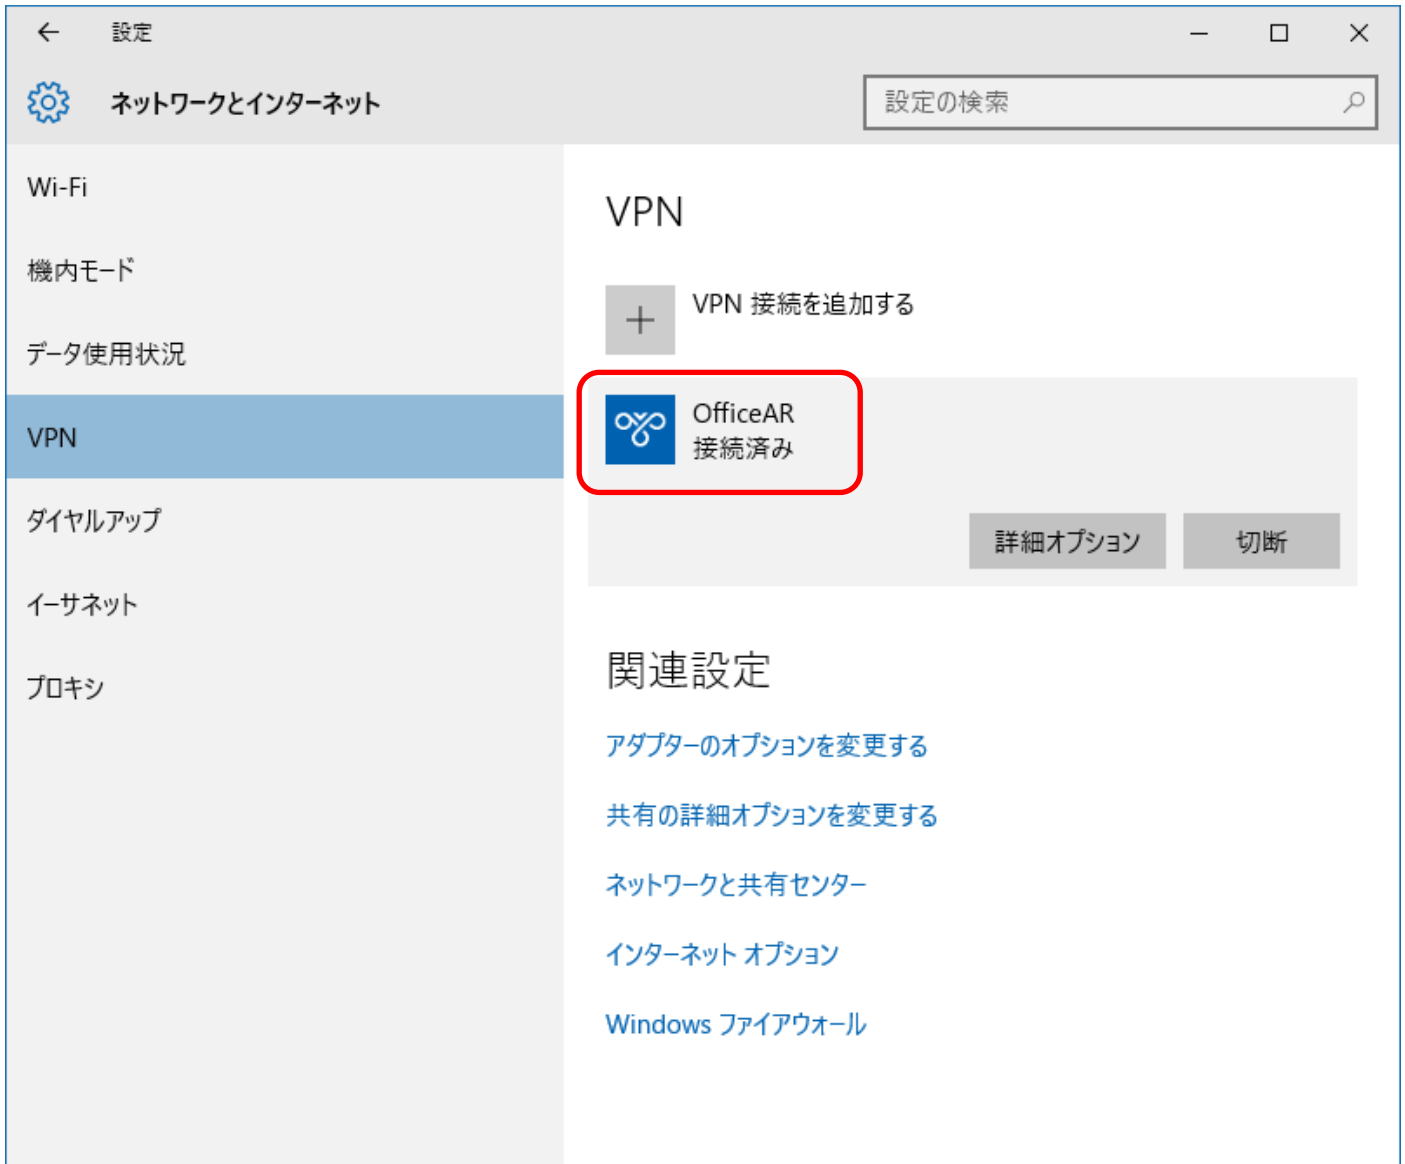 設定
ネットワークとインターネット
設定の検索
Wi-Fi
機内モード
データ使用状況
VPN
ダイヤルアップ
イーサネット
プロキシ
VPN
VPN 接続を追加する
OfficeAR
接続済み
詳細オプション
切断
関連設定
アダプターのオプションを変更する
共有の詳細オプションを変更する
ネットワークと共有センター
インターネット オプション
Windows ファイアウォール